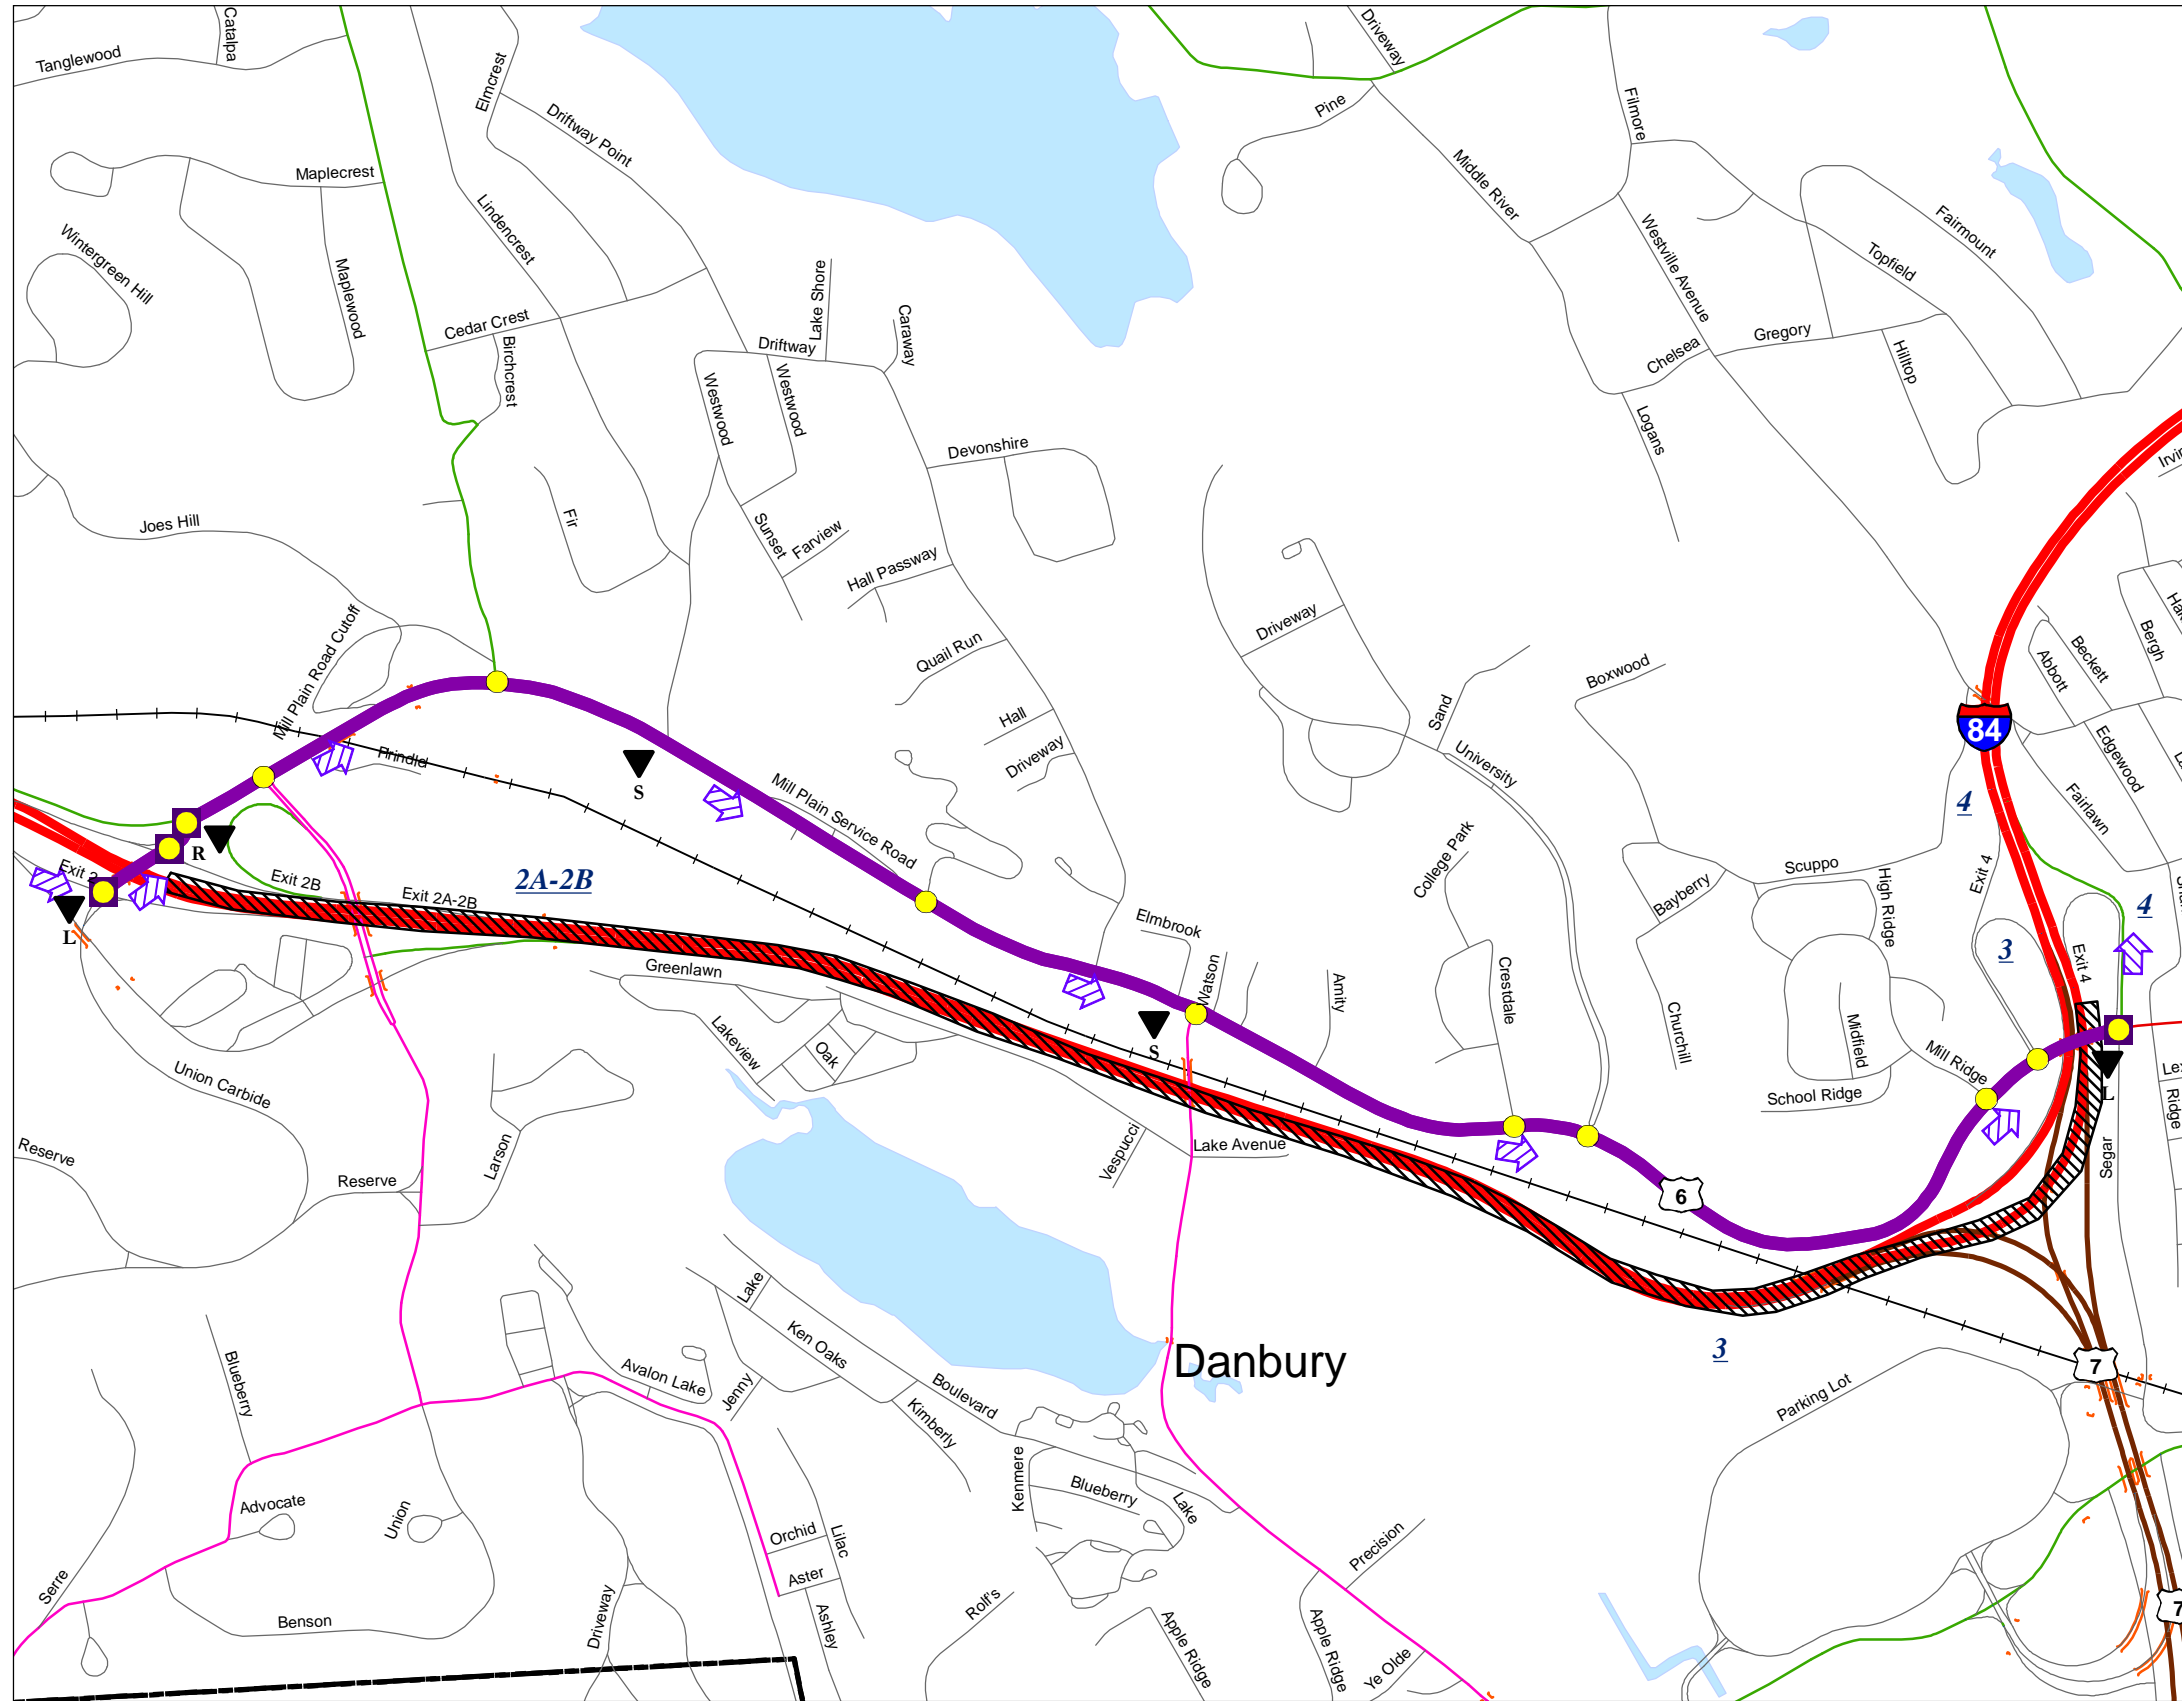 Tanglewood
Catalpa
Elmcrest
Driftway Point
Driveway
Pine
Filmore
Middle River
Maplecrest
Lindencrest
Wintergreen Hill
Maplewood
Westville Avenue
Fairmount
Topfield
Cedar Crest
Birchcrest
Lake Shore
Driftway
Caraway
Chelsea
Gregory
Hilltop
Westwood
Westwood
Logans
Devonshire
Joes Hill
Fir
Sunset
Farview
Hall Passway
Driveway
Mill Plain Road Cutoff
Quail Run
Boxwood
Sand
Abbott
Beckett
Bergh
Hall
Driveway
University
84
Edgewood
Prindle
S
Mill Plain Service Road
4
Fairlawn
R
College Park
Scuppo
Exit 4
High Ridge
Bayberry
Exit 2
Exit 2B
Exit 2A-2B
2A-2B
L
Elmbrook
4
3
Exit 4
Greenlawn
Watson
Amity
Crestdale
Churchill
Midfield
Lakeview
Oak
S
Mill Ridge
L
School Ridge
Ridge
Union Carbide
Vespucci
Lake Avenue
Segar
Reserve
Reserve
Larson
6
Lake
Ken Oaks
Danbury
3
7
Blueberry
Avalon Lake
Jenny
Boulevard
Kimberly
Parking Lot
Kenmere
Blueberry
Lake
Advocate
Union
Orchid
Lilac
Aster
Precision
Serre
Benson
Driveway
Ashley
Rolf's
Apple Ridge
Apple Ridge
Ye Olde
7